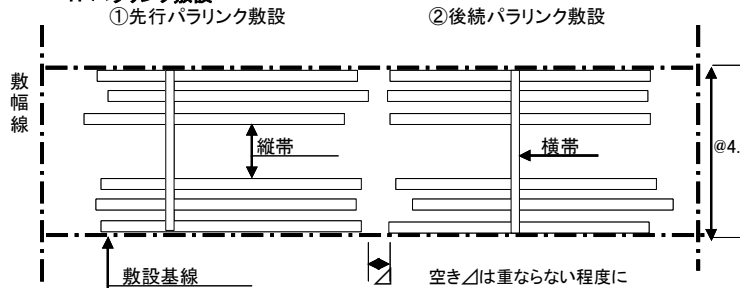 ①先行パラリンク敷設
②後続パラリンク敷設
敷幅線
縦帯
横帯
@4.
敷設基線
⊿
空き⊿は重ならない程度に